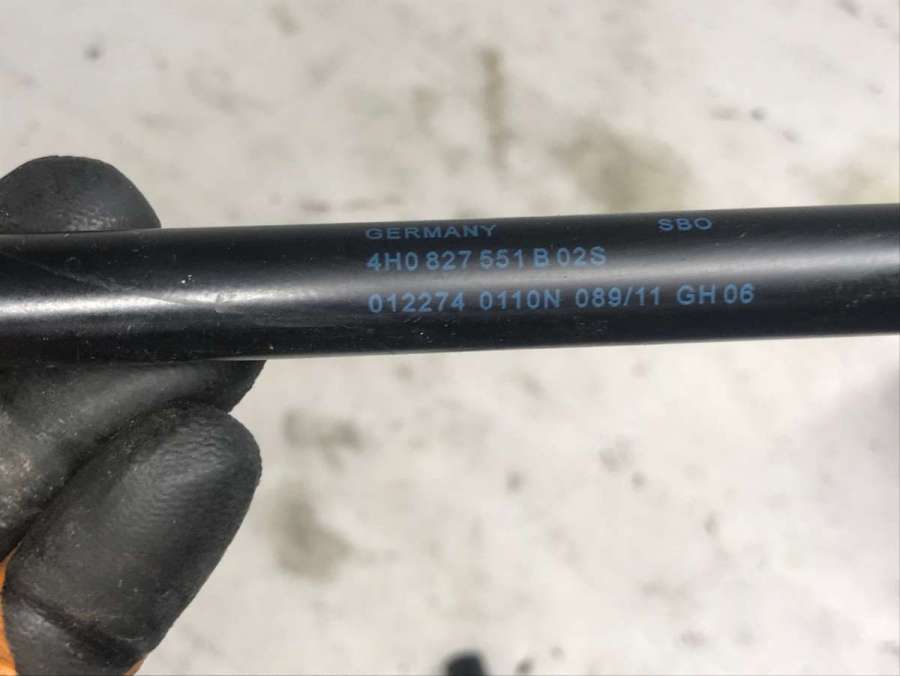 GERMANY SBO
4H0 827 551 B 02S
012274 0110N 089/11 GH 06